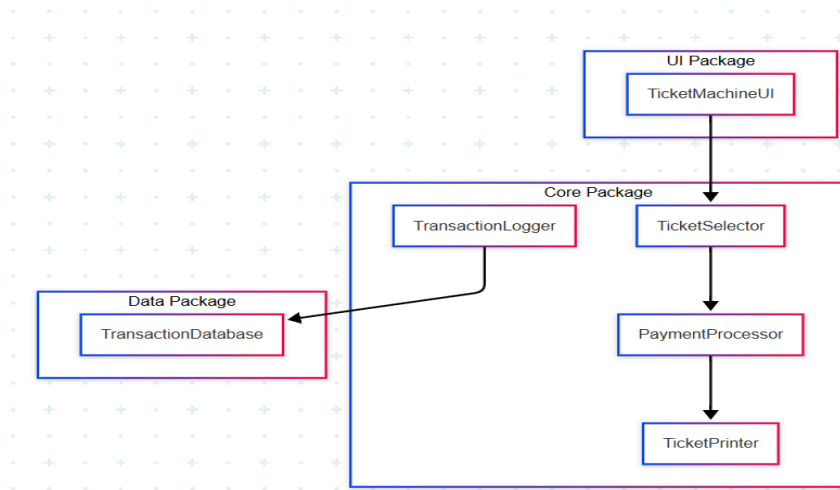 UI Package
TicketMachineUI
Core Package
TransactionLogger
TicketSelector
Data Package
TransactionDatabase
PaymentProcessor
TicketPrinter